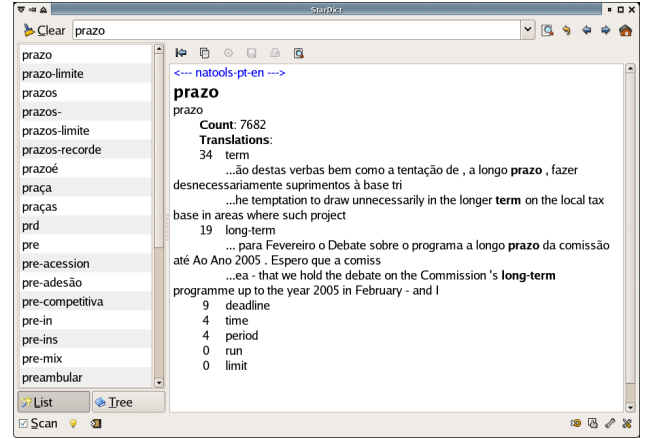 StarDict
Clear prazo
prazo
prazo-limite
prazos
prazos-
prazos-limite
prazos-recorde
prazoé
praça
praças
prd
pre
pre-acession
pre-adesão
pre-competitiva
pre-in
pre-ins
pre-mix
preambular
List Tree
Scan
<--- natools-pt-en --->
prazo
prazo
Count: 7682
Translations:
34 term
...ão destas verbas bem como a tentação de , a longo prazo , fazer
desnecessariamente suprimentos à base tri
...he temptation to draw unnecessarily in the longer term on the local tax
base in areas where such project
19 long-term
... para Fevereiro o Debate sobre o programa a longo prazo da comissão
até Ao Ano 2005 . Espero que a comiss
...ea - that we hold the debate on the Commission 's long-term
programme up to the year 2005 in February - and I
9 deadline
4 time
4 period
0 run
0 limit